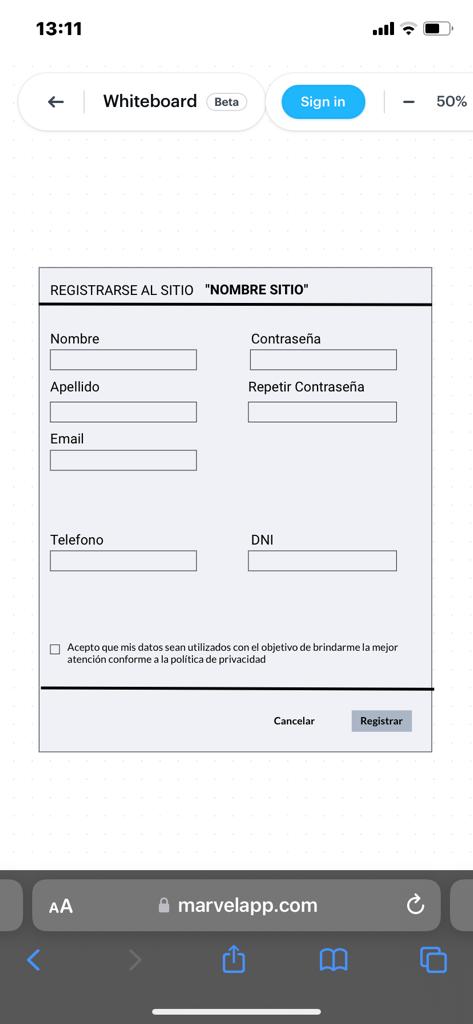 13:11
Whiteboard Beta Sign in 50%
REGISTRARSE AL SITIO "NOMBRE SITIO"
Nombre Contraseña
Apellido Repetir Contraseña
Email
Telefono DNI
Acepto que mis datos sean utilizados con el objetivo de brindarme la mejor
atención conforme a la política de privacidad
Cancelar Registrar
AA marvelapp.com